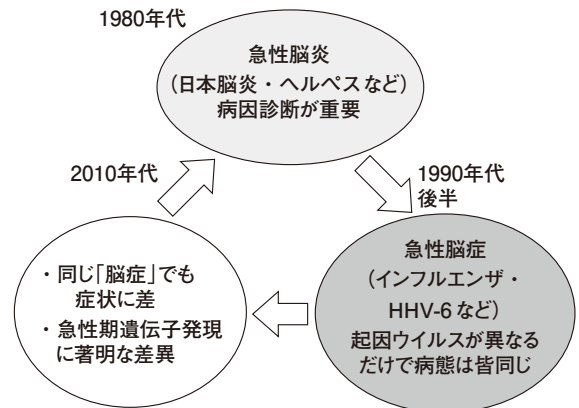 1980年代
急性脳炎
（日本脳炎・ヘルペスなど）
病因診断が重要
2010年代
1990年代
後半
急性脳症
（インフルエンザ・
HHV-6など）
起因ウイルスが異なる
だけで病態は皆同じ
・同じ「脳症」でも
症状に差
・急性期遺伝子発現
に著明な差異